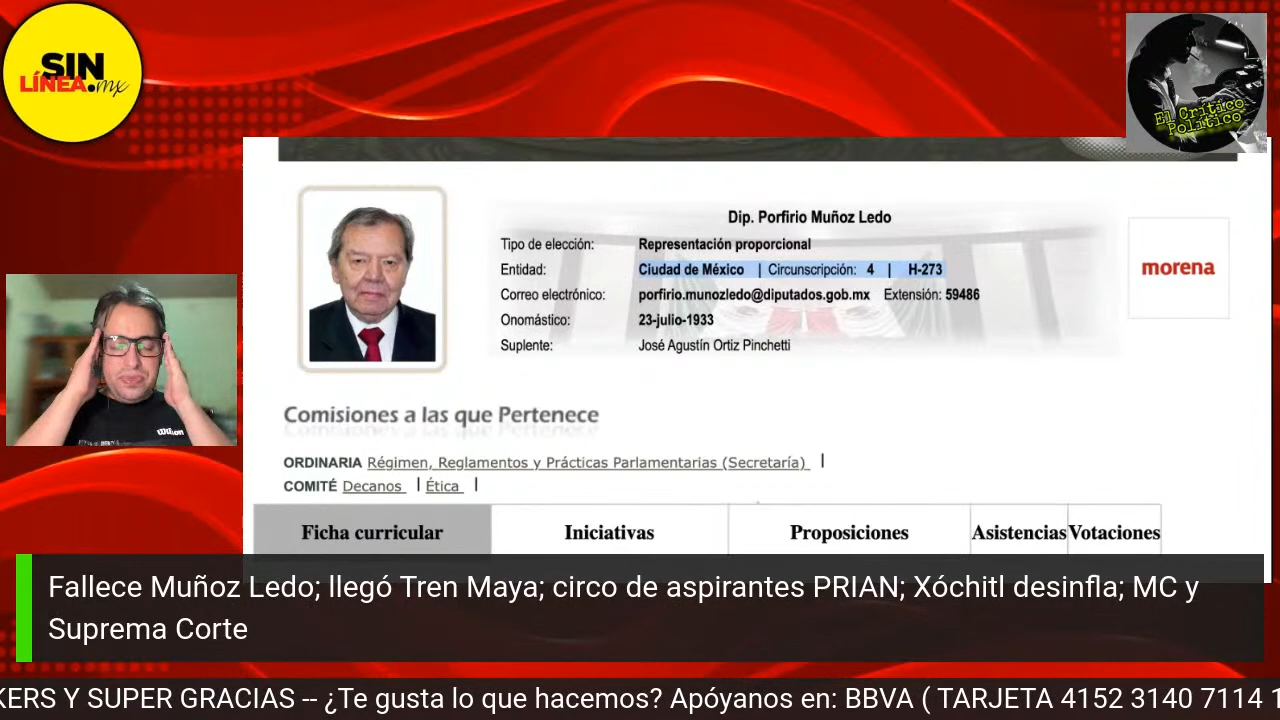 SIN
LÍNEA.mx
El Crítico
Político
Dip. Porfirio Muñoz Ledo
Tipo de elección: Representación proporcional
Entidad: Ciudad de México | Circunscripción: 4 | H-273
Correo electrónico: porfirio.munozledo@diputados.gob.mx Extensión: 59486
Onomástico: 23-julio-1933
Suplente: José Agustín Ortiz Pinchetti
morena
Wilson
Comisiones a las que Pertenece
ORDINARIA Régimen, Reglamentos y Prácticas Parlamentarias (Secretaría) |
COMITÉ Decanos | Ética |
Ficha curricular Iniciativas Proposiciones Asistencias Votaciones
Fallece Muñoz Ledo; llegó Tren Maya; circo de aspirantes PRIAN; Xóchitl desinfla; MC y
Suprema Corte
KERS Y SUPER GRACIAS -- ¿Te gusta lo que hacemos? Apóyanos en: BBVA ( TARJETA 4152 3140 7114 1